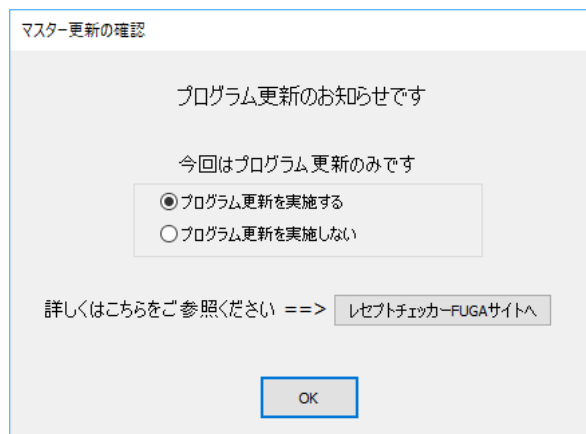 マスター更新の確認
プログラム更新のお知らせです
今回はプログラム更新のみです
プログラム更新を実施する
プログラム更新を実施しない
詳しくはこちらをご参照ください ==> レセプトチェッカーFUGAサイトへ
OK